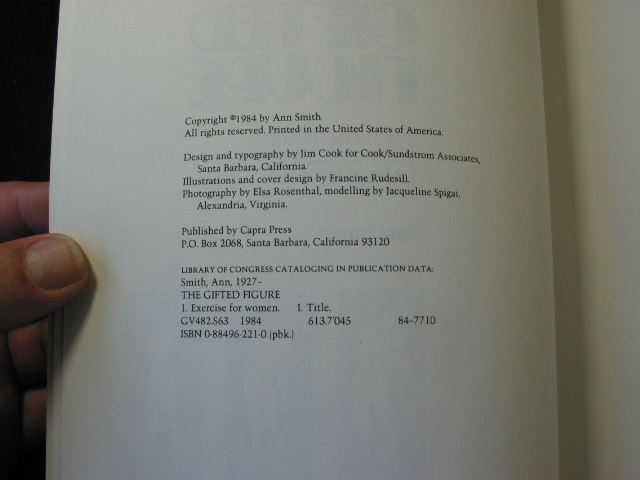 Copyright ©1984 by Ann Smith
All rights reserved. Printed in the United States of America.
Design and typography by Jim Cook for Cook/Sundstrom Associates,
Santa Barbara, California.
Illustrations and cover design by Francine Rudesill.
Photography by Elsa Rosenthal, modelling by Jacqueline Spigai,
Alexandria, Virginia.
Published by Capra Press
P.O. Box 2068, Santa Barbara, California 93120
LIBRARY OF CONGRESS CATALOGING IN PUBLICATION DATA:
Smith, Ann, 1927–
THE GIFTED FIGURE
1. Exercise for women. I. Title.
GV482.S63 1984 613.7'045 84-7710
ISBN 0-88496-221-0 (pbk.)